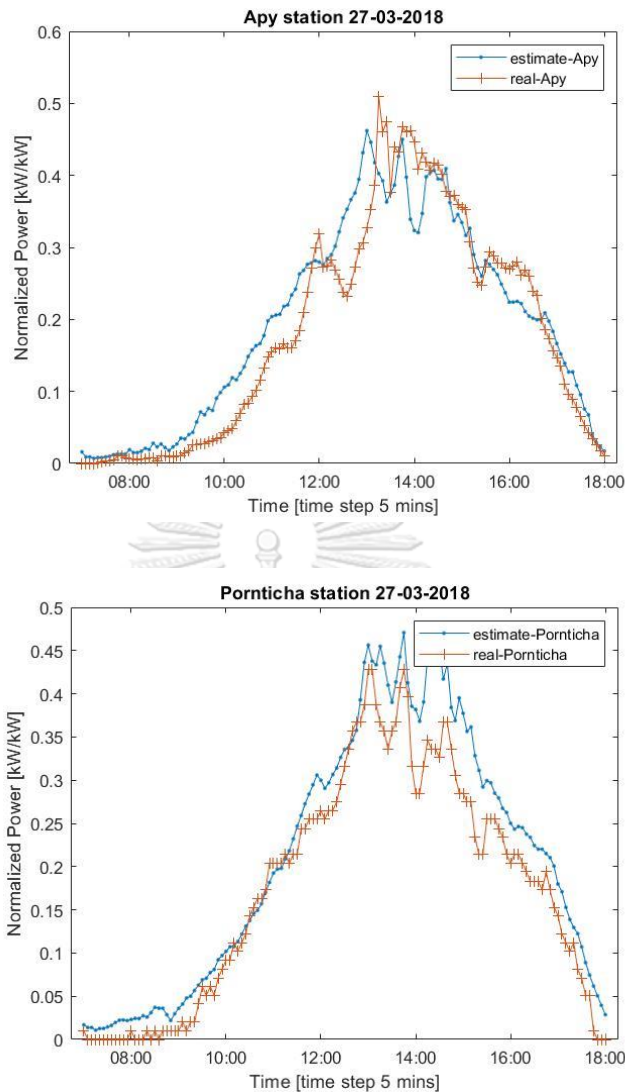 Apy station 27-03-2018
0.6
0.5
0.4
0.3
0.2
0.1
0
Normalized Power [kW/kW]
estimate-Apy
real-Apy
08:00 10:00 12:00 14:00 16:00 18:00
Time [time step 5 mins]
Pornticha station 27-03-2018
0.5
0.45
0.4
0.35
0.3
0.25
0.2
0.15
0.1
0.05
0
Normalized Power [kW/kW]
estimate-Pornticha
real-Pornticha
08:00 10:00 12:00 14:00 16:00 18:00
Time [time step 5 mins]